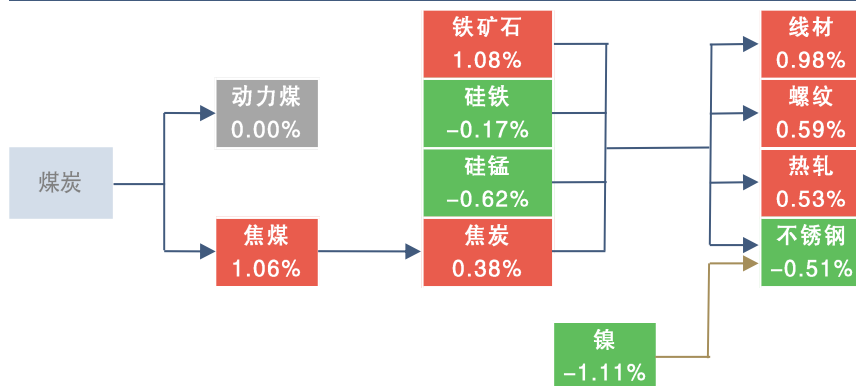 铁矿石
1.08%
线材
0.98%
动力煤
0.00%
硅铁
-0.17%
螺纹
0.59%
煤炭
硅锰
-0.62%
热轧
0.53%
焦煤
1.06%
焦炭
0.38%
不锈钢
-0.51%
镍
-1.11%